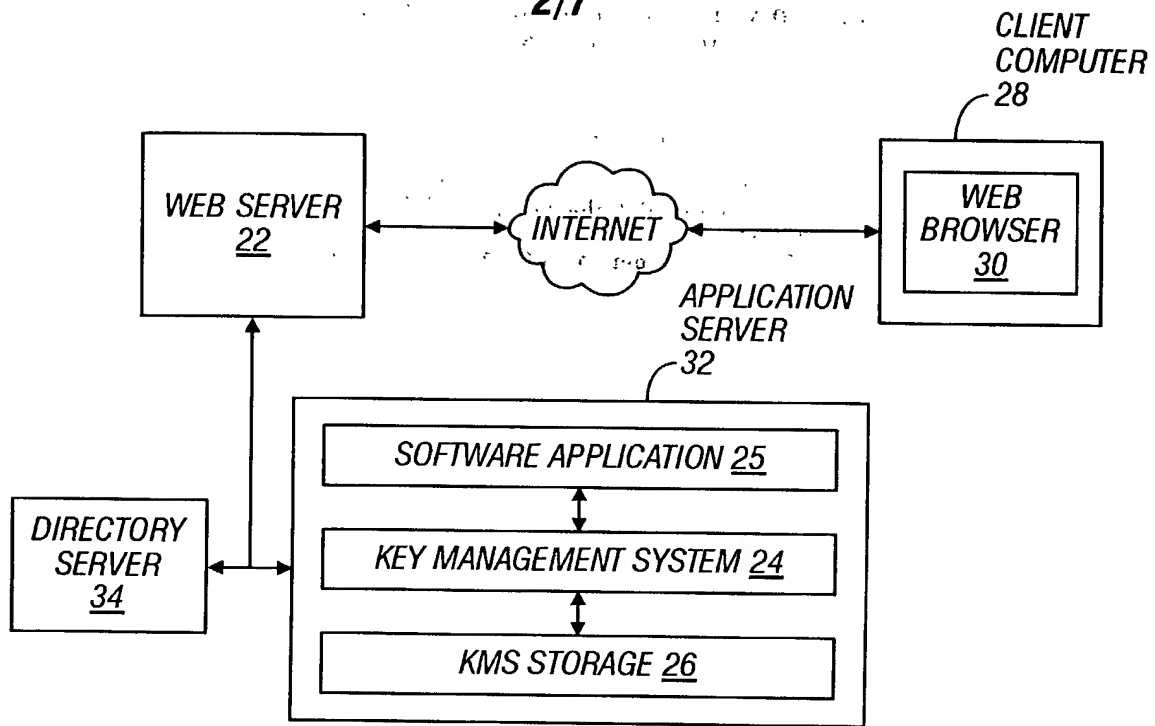 2/7
CLIENT
COMPUTER
28
WEB SERVER
22
INTERNET
WEB
BROWSER
30
APPLICATION
SERVER
32
SOFTWARE APPLICATION 25
DIRECTORY
SERVER
34
KEY MANAGEMENT SYSTEM 24
KMS STORAGE 26